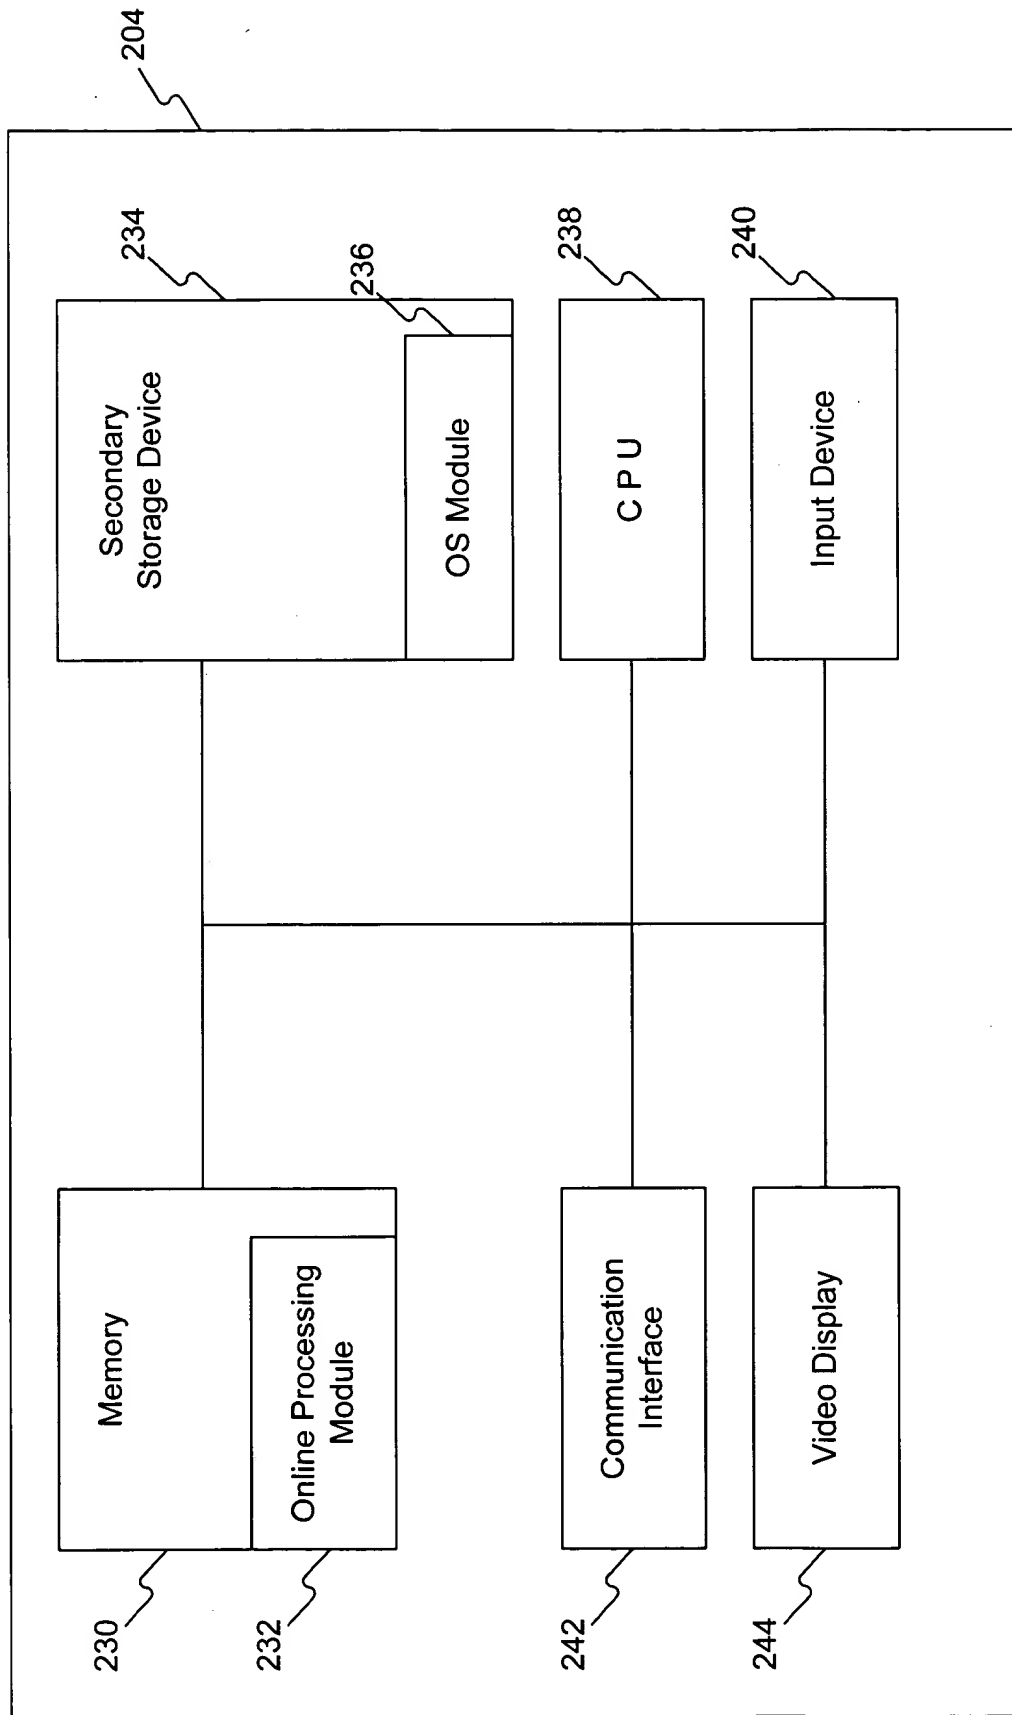 204
Memory
230
Online Processing
Module
232
Secondary
Storage Device
234
OS Module
236
Communication
Interface
242
C P U
238
Video Display
244
Input Device
240